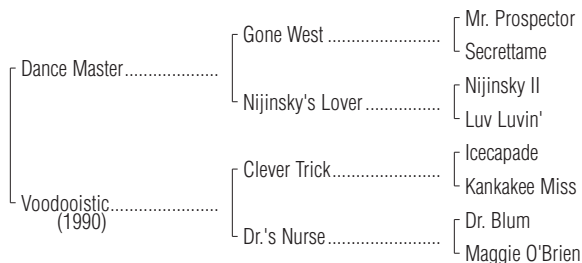 Mr. Prospector
Gone West ........................
Secrettame
Dance Master....................
Nijinsky II
Nijinsky's Lover ................
Luv Luvin'
Icecapade
Clever Trick.......................
Kankakee Miss
Voodooistic.......................
(1990)
Dr. Blum
Dr.'s Nurse........................
Maggie O'Brien